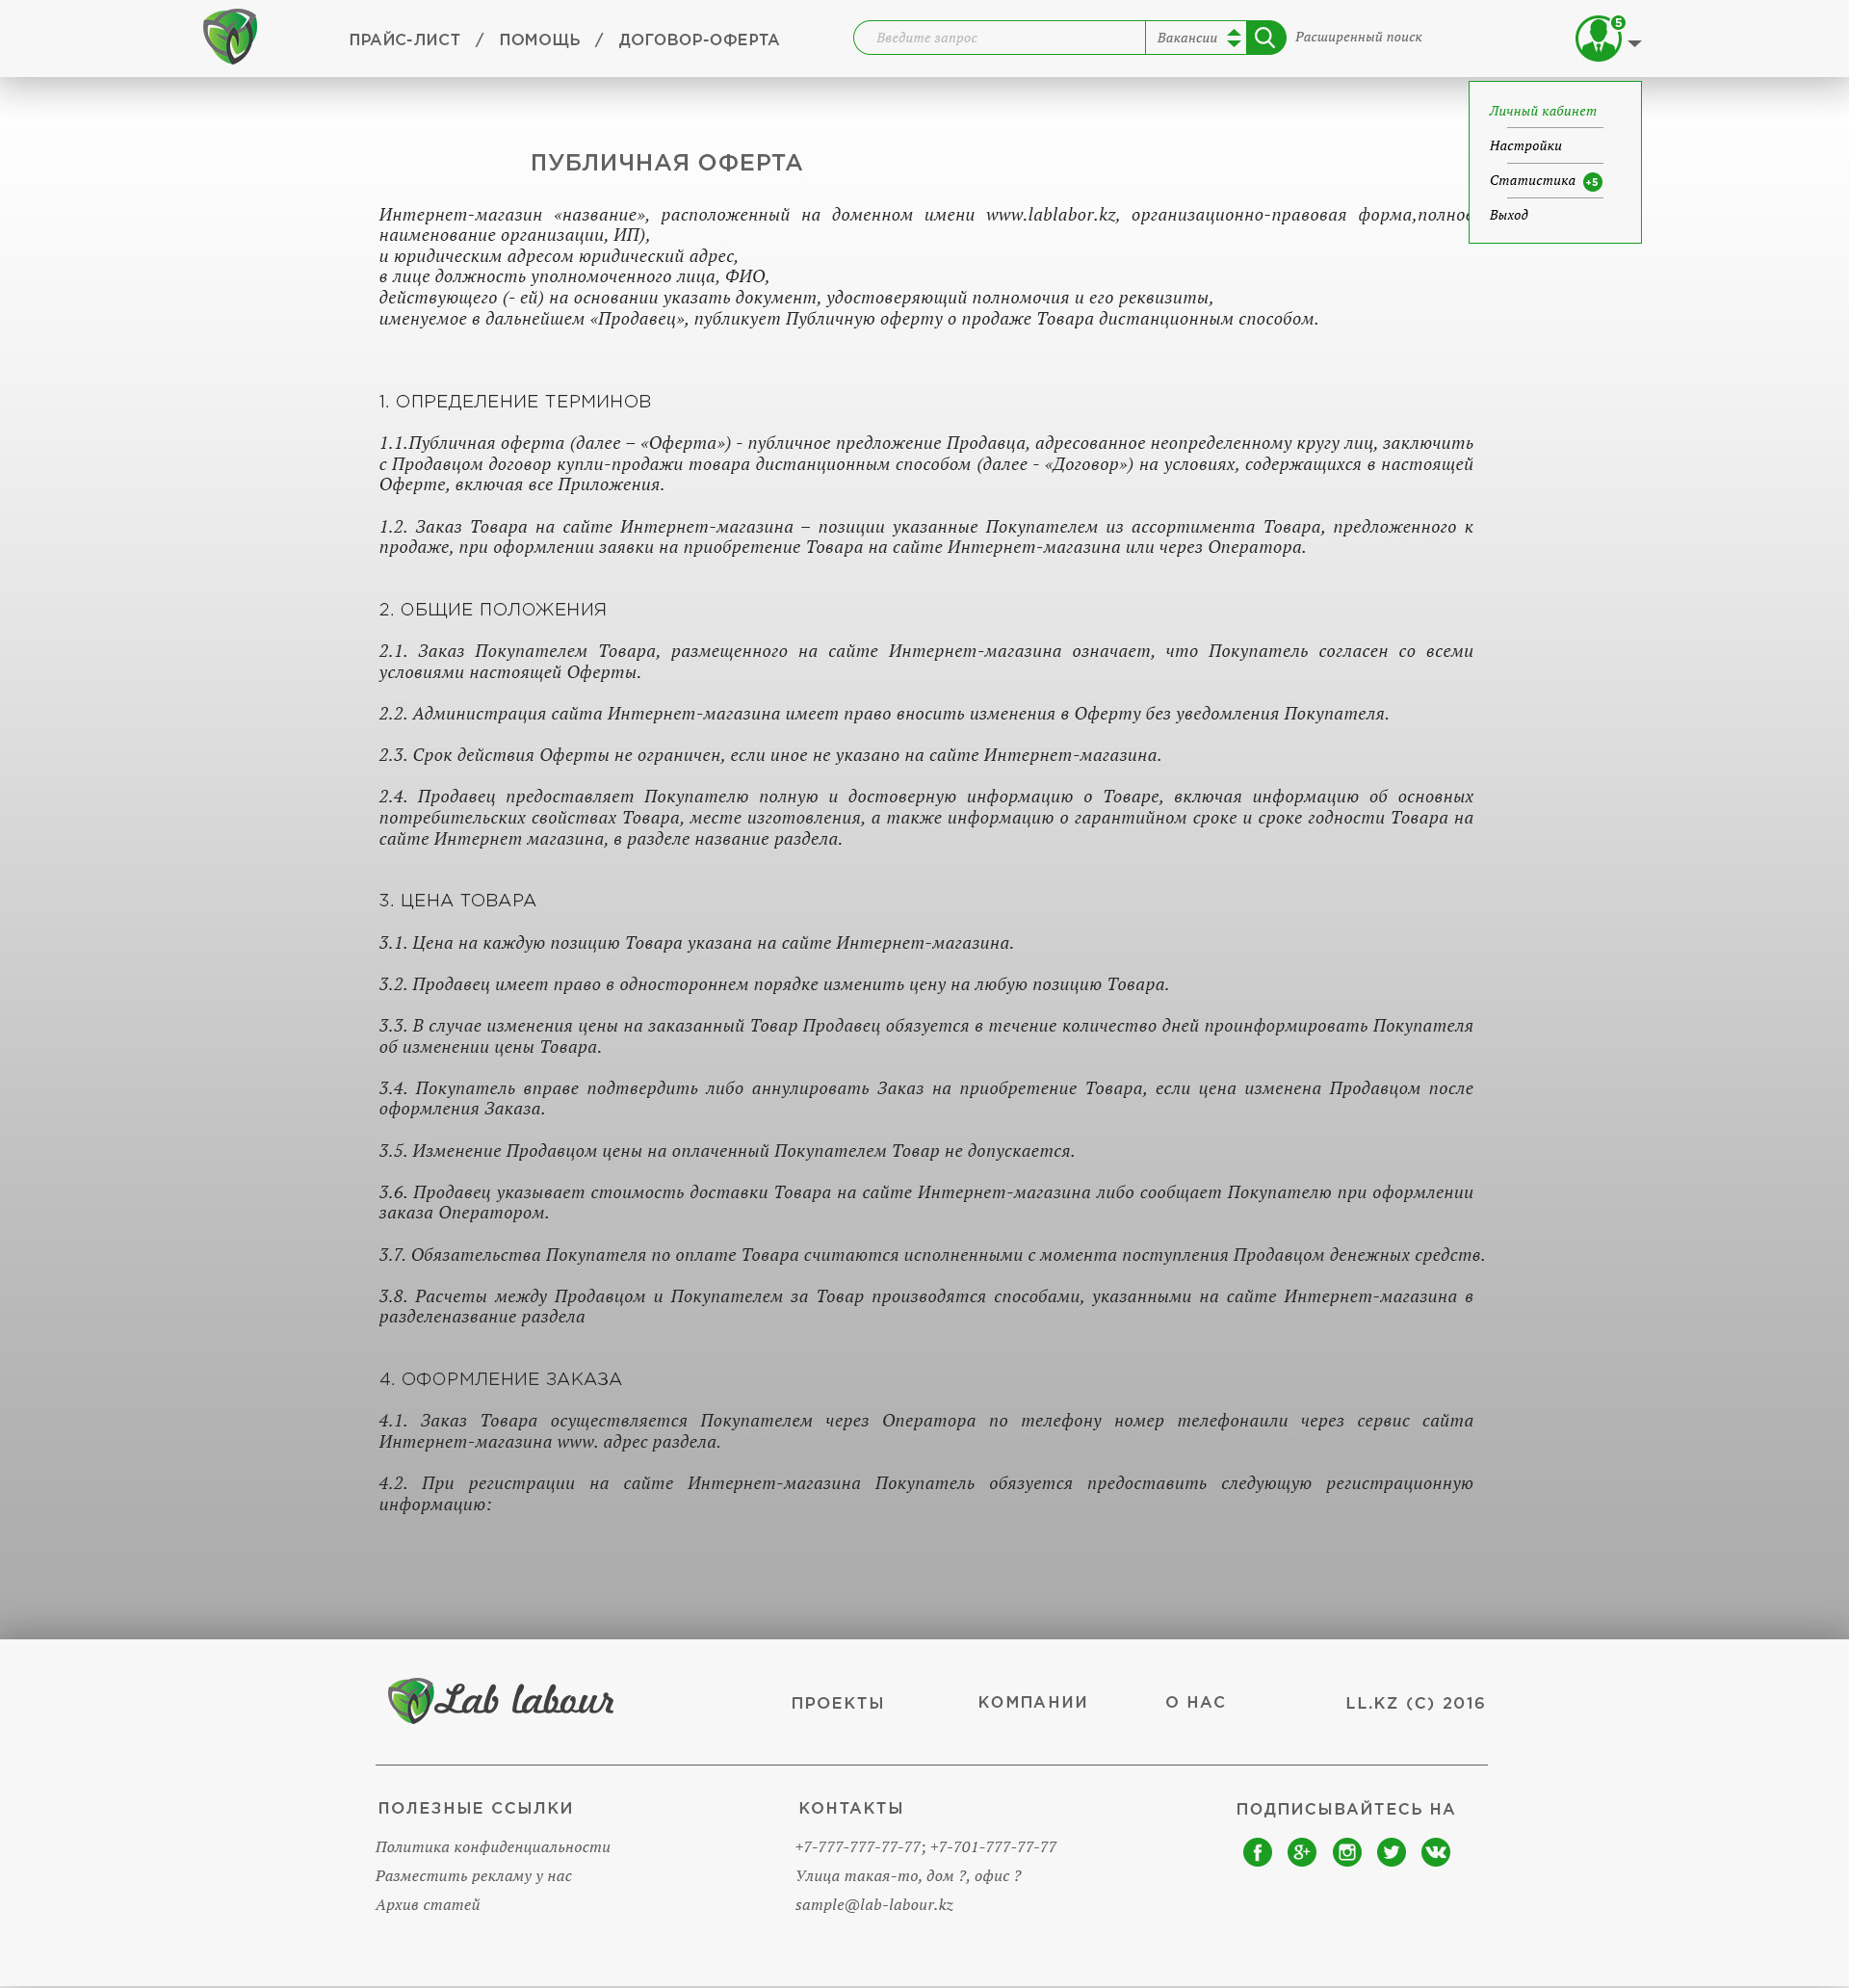 ПРАЙС-ЛИСТ / ПОМОЩЬ / ДОГОВОР-ОФЕРТА
Введите запрос
Вакансии
Расширенный поиск
5
Личный кабинет
Настройки
Статистика +5
Выход
ПУБЛИЧНАЯ ОФЕРТА
Интернет-магазин «название», расположенный на доменном имени www.lablabor.kz, организационно-правовая форма,полное
наименование организации, ИП),
и юридическим адресом юридический адрес,
в лице должность уполномоченного лица, ФИО,
действующего (- ей) на основании указать документ, удостоверяющий полномочия и его реквизиты,
именуемое в дальнейшем «Продавец», публикует Публичную оферту о продаже Товара дистанционным способом.
1. ОПРЕДЕЛЕНИЕ ТЕРМИНОВ
1.1.Публичная оферта (далее – «Оферта») - публичное предложение Продавца, адресованное неопределенному кругу лиц, заключить
с Продавцом договор купли-продажи товара дистанционным способом (далее - «Договор») на условиях, содержащихся в настоящей
Оферте, включая все Приложения.
1.2. Заказ Товара на сайте Интернет-магазина – позиции указанные Покупателем из ассортимента Товара, предложенного к
продаже, при оформлении заявки на приобретение Товара на сайте Интернет-магазина или через Оператора.
2. ОБЩИЕ ПОЛОЖЕНИЯ
2.1. Заказ Покупателем Товара, размещенного на сайте Интернет-магазина означает, что Покупатель согласен со всеми
условиями настоящей Оферты.
2.2. Администрация сайта Интернет-магазина имеет право вносить изменения в Оферту без уведомления Покупателя.
2.3. Срок действия Оферты не ограничен, если иное не указано на сайте Интернет-магазина.
2.4. Продавец предоставляет Покупателю полную и достоверную информацию о Товаре, включая информацию об основных
потребительских свойствах Товара, месте изготовления, а также информацию о гарантийном сроке и сроке годности Товара на
сайте Интернет магазина, в разделе название раздела.
3. ЦЕНА ТОВАРА
3.1. Цена на каждую позицию Товара указана на сайте Интернет-магазина.
3.2. Продавец имеет право в одностороннем порядке изменить цену на любую позицию Товара.
3.3. В случае изменения цены на заказанный Товар Продавец обязуется в течение количество дней проинформировать Покупателя
об изменении цены Товара.
3.4. Покупатель вправе подтвердить либо аннулировать Заказ на приобретение Товара, если цена изменена Продавцом после
оформления Заказа.
3.5. Изменение Продавцом цены на оплаченный Покупателем Товар не допускается.
3.6. Продавец указывает стоимость доставки Товара на сайте Интернет-магазина либо сообщает Покупателю при оформлении
заказа Оператором.
3.7. Обязательства Покупателя по оплате Товара считаются исполненными с момента поступления Продавцом денежных средств.
3.8. Расчеты между Продавцом и Покупателем за Товар производятся способами, указанными на сайте Интернет-магазина в
разделеназвание раздела
4. ОФОРМЛЕНИЕ ЗАКАЗА
4.1. Заказ Товара осуществляется Покупателем через Оператора по телефону номер телефонаили через сервис сайта
Интернет-магазина www. адрес раздела.
4.2. При регистрации на сайте Интернет-магазина Покупатель обязуется предоставить следующую регистрационную
информацию:
Lab labour
ПРОЕКТЫ
КОМПАНИИ
О НАС
LL.KZ (C) 2016
ПОЛЕЗНЫЕ ССЫЛКИ
Политика конфиденциальности
Разместить рекламу у нас
Архив статей
КОНТАКТЫ
+7-777-777-77-77; +7-701-777-77-77
Улица такая-то, дом ?, офис ?
sample@lab-labour.kz
ПОДПИСЫВАЙТЕСЬ НА